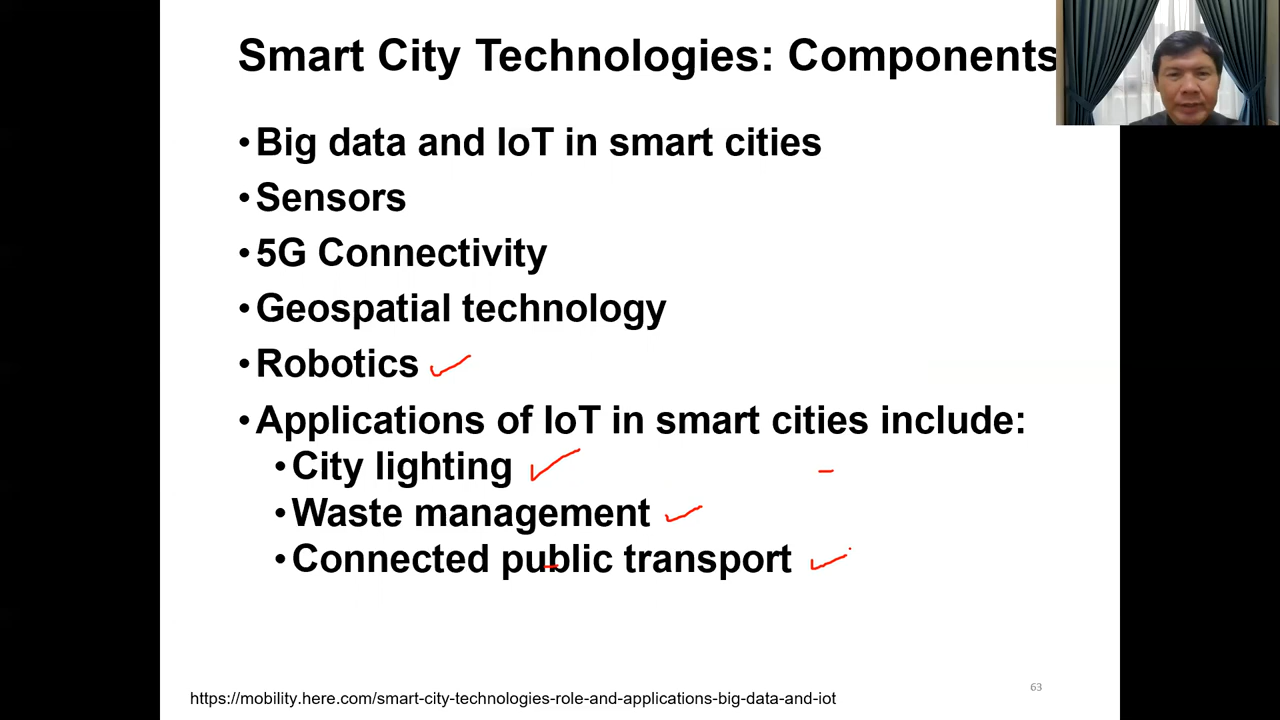 Smart City Technologies: Components
•Big data and IoT in smart cities
•Sensors
•5G Connectivity
•Geospatial technology
•Robotics
•Applications of IoT in smart cities include:
•City lighting
•Waste management
•Connected public transport
63
https://mobility.here.com/smart-city-technologies-role-and-applications-big-data-and-iot